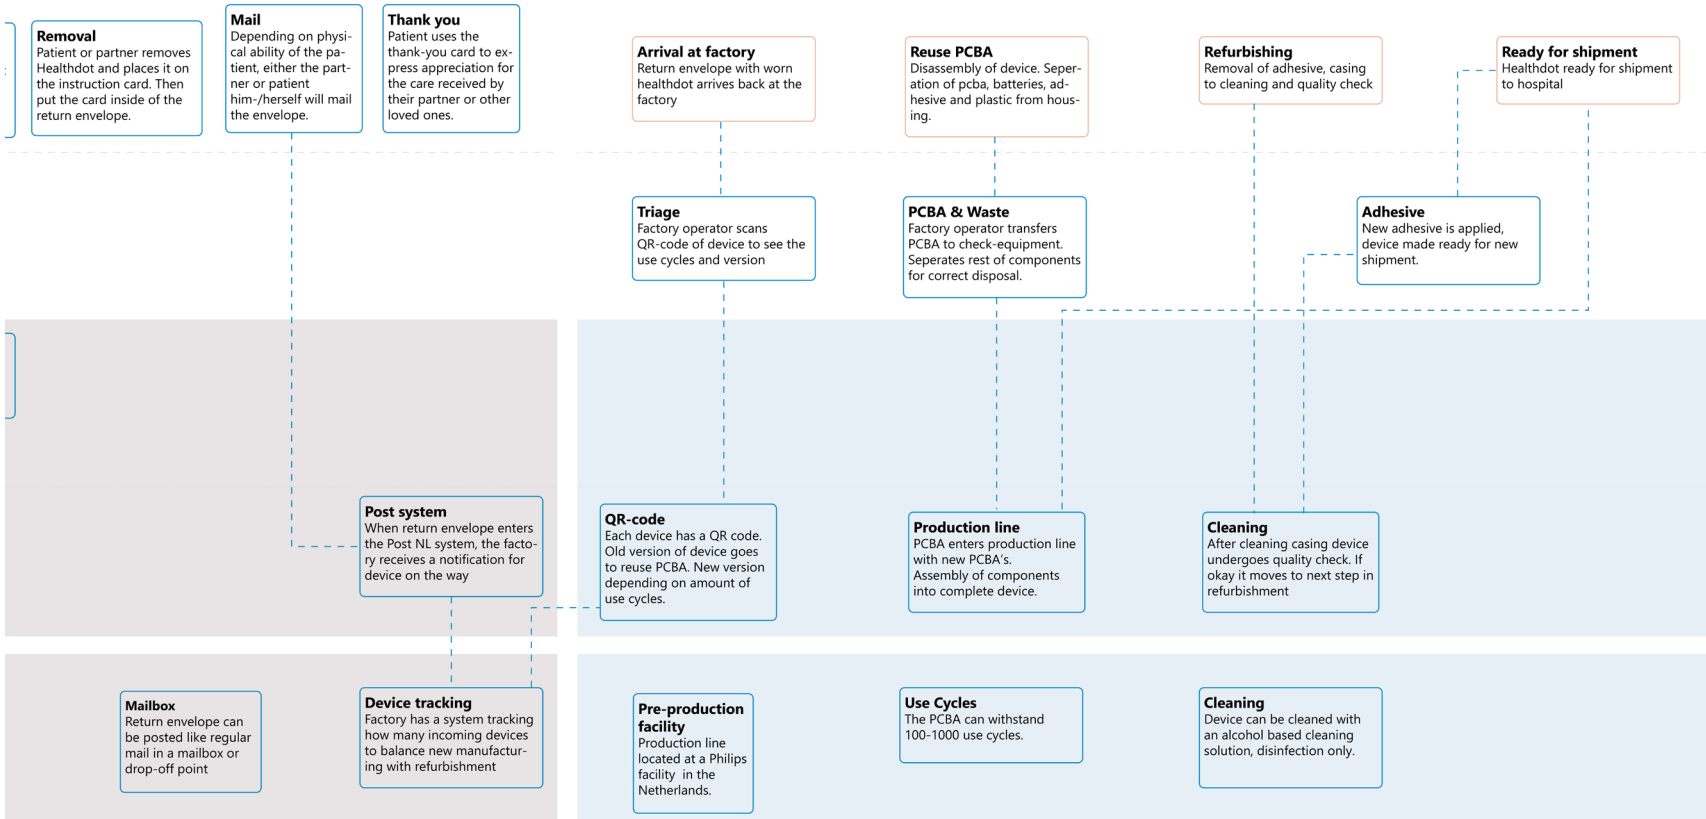 Removal
Patient or partner removes
Healthdot and places it on
the instruction card. Then
put the card inside of the
return envelope.
Mail
Depending on physi-
cal ability of the pa-
tient, either the part-
ner or patient
him-/herself will mail
the envelope.
Thank you
Patient uses the
thank-you card to ex-
press appreciation for
the care received by
their partner or other
loved ones.
Arrival at factory
Return envelope with worn
healthdot arrives back at the
factory
Reuse PCBA
Disassembly of device. Seper-
ation of pcba, batteries, ad-
hesive and plastic from hous-
ing.
Refurbishing
Removal of adhesive, casing
to cleaning and quality check
Ready for shipment
Healthdot ready for shipment
to hospital
Triage
Factory operator scans
QR-code of device to see the
use cycles and version
PCBA & Waste
Factory operator transfers
PCBA to check-equipment.
Seperates rest of components
for correct disposal.
Adhesive
New adhesive is applied,
device made ready for new
shipment.
Post system
When return envelope enters
the Post NL system, the facto-
ry receives a notification for
device on the way
QR-code
Each device has a QR code.
Old version of device goes
to reuse PCBA. New version
depending on amount of
use cycles.
Production line
PCBA enters production line
with new PCBA's.
Assembly of components
into complete device.
Cleaning
After cleaning casing device
undergoes quality check. If
okay it moves to next step in
refurbishment
Mailbox
Return envelope can
be posted like regular
mail in a mailbox or
drop-off point
Device tracking
Factory has a system tracking
how many incoming devices
to balance new manufactur-
ing with refurbishment
Pre-production
facility
Production line
located at a Philips
facility in the
Netherlands.
Use Cycles
The PCBA can withstand
100-1000 use cycles.
Cleaning
Device can be cleaned with
an alcohol based cleaning
solution, disinfection only.